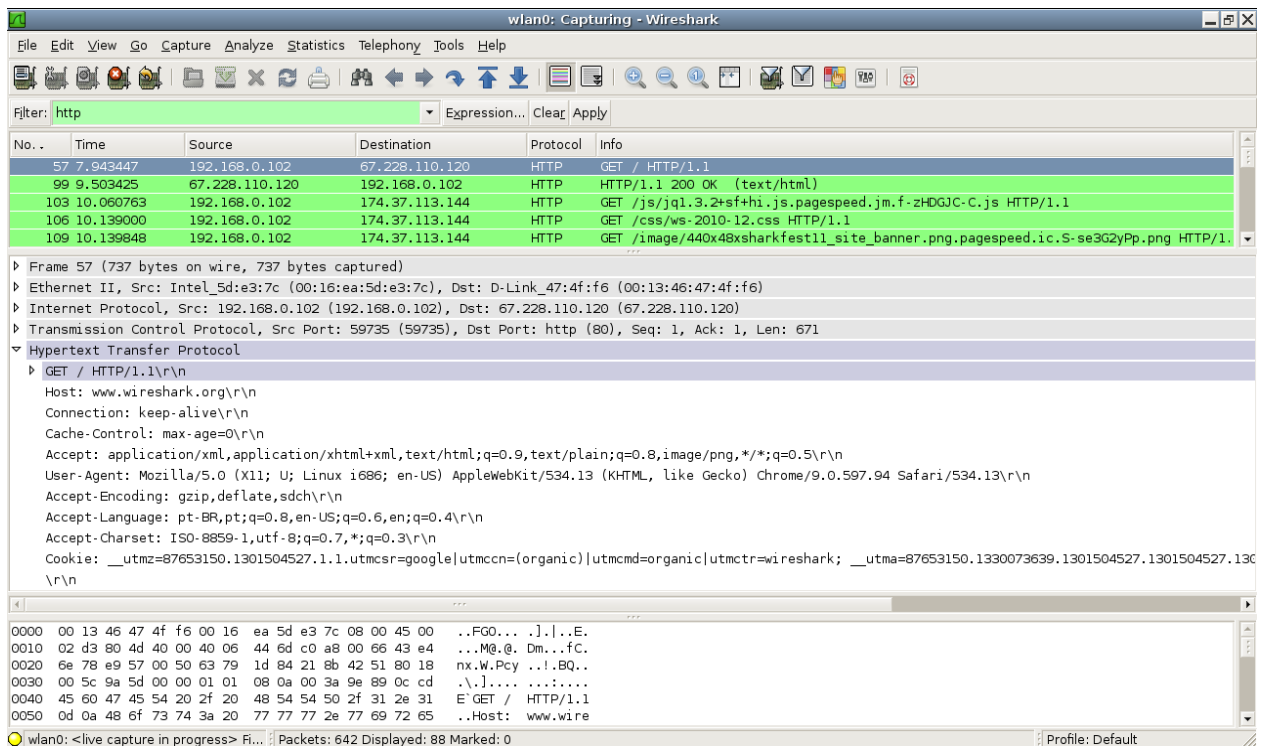 wlan0: Capturing - Wireshark
File Edit View Go Capture Analyze Statistics Telephony Tools Help
Filter: http Expression... Clear Apply
No. . Time Source Destination Protocol Info
57 7.943447 192.168.0.102 67.228.110.120 HTTP GET / HTTP/1.1
99 9.503425 67.228.110.120 192.168.0.102 HTTP HTTP/1.1 200 OK (text/html)
103 10.060763 192.168.0.102 174.37.113.144 HTTP GET /js/jq1.3.2+sf+hi.js.pagespeed.jm.f-zHDGJC-C.js HTTP/1.1
106 10.139000 192.168.0.102 174.37.113.144 HTTP GET /css/ws-2010-12.css HTTP/1.1
109 10.139848 192.168.0.102 174.37.113.144 HTTP GET /image/440x48xsharkfest11_site_banner.png.pagespeed.ic.S-se3G2yPp.png HTTP/1.
Frame 57 (737 bytes on wire, 737 bytes captured)
Ethernet II, Src: Intel_5d:e3:7c (00:16:ea:5d:e3:7c), Dst: D-Link_47:4f:f6 (00:13:46:47:4f:f6)
Internet Protocol, Src: 192.168.0.102 (192.168.0.102), Dst: 67.228.110.120 (67.228.110.120)
Transmission Control Protocol, Src Port: 59735 (59735), Dst Port: http (80), Seq: 1, Ack: 1, Len: 671
Hypertext Transfer Protocol
GET / HTTP/1.1\r\n
Host: www.wireshark.org\r\n
Connection: keep-alive\r\n
Cache-Control: max-age=0\r\n
Accept: application/xml,application/xhtml+xml,text/html;q=0.9,text/plain;q=0.8,image/png,*/*;q=0.5\r\n
User-Agent: Mozilla/5.0 (X11; U; Linux i686; en-US) AppleWebKit/534.13 (KHTML, like Gecko) Chrome/9.0.597.94 Safari/534.13\r\n
Accept-Encoding: gzip,deflate,sdch\r\n
Accept-Language: pt-BR,pt;q=0.8,en-US;q=0.6,en;q=0.4\r\n
Accept-Charset: ISO-8859-1,utf-8;q=0.7,*;q=0.3\r\n
Cookie: __utmz=87653150.1301504527.1.1.utmcsr=google|utmccn=(organic)|utmcmd=organic|utmctr=wireshark; __utma=87653150.1330073639.1301504527.1301504527.130
\r\n
0000 00 13 46 47 4f f6 00 16 ea 5d e3 7c 08 00 45 00 ..FGO... .].|..E.
0010 02 d3 80 4d 40 00 40 06 44 6d c0 a8 00 66 43 e4 ...M@.@. Dm...fC.
0020 6e 78 e9 57 00 50 63 79 1d 84 21 8b 42 51 80 18 nx.W.Pcy ..!.BQ..
0030 00 5c 9a 5d 00 00 01 01 08 0a 00 3a 9e 89 0c cd .\.].... ...:....
0040 45 60 47 45 54 20 2f 20 48 54 54 50 2f 31 2e 31 E`GET / HTTP/1.1
0050 0d 0a 48 6f 73 74 3a 20 77 77 77 2e 77 69 72 65 ..Host: www.wire
wlan0: <live capture in progress> Fi... Packets: 642 Displayed: 88 Marked: 0 Profile: Default